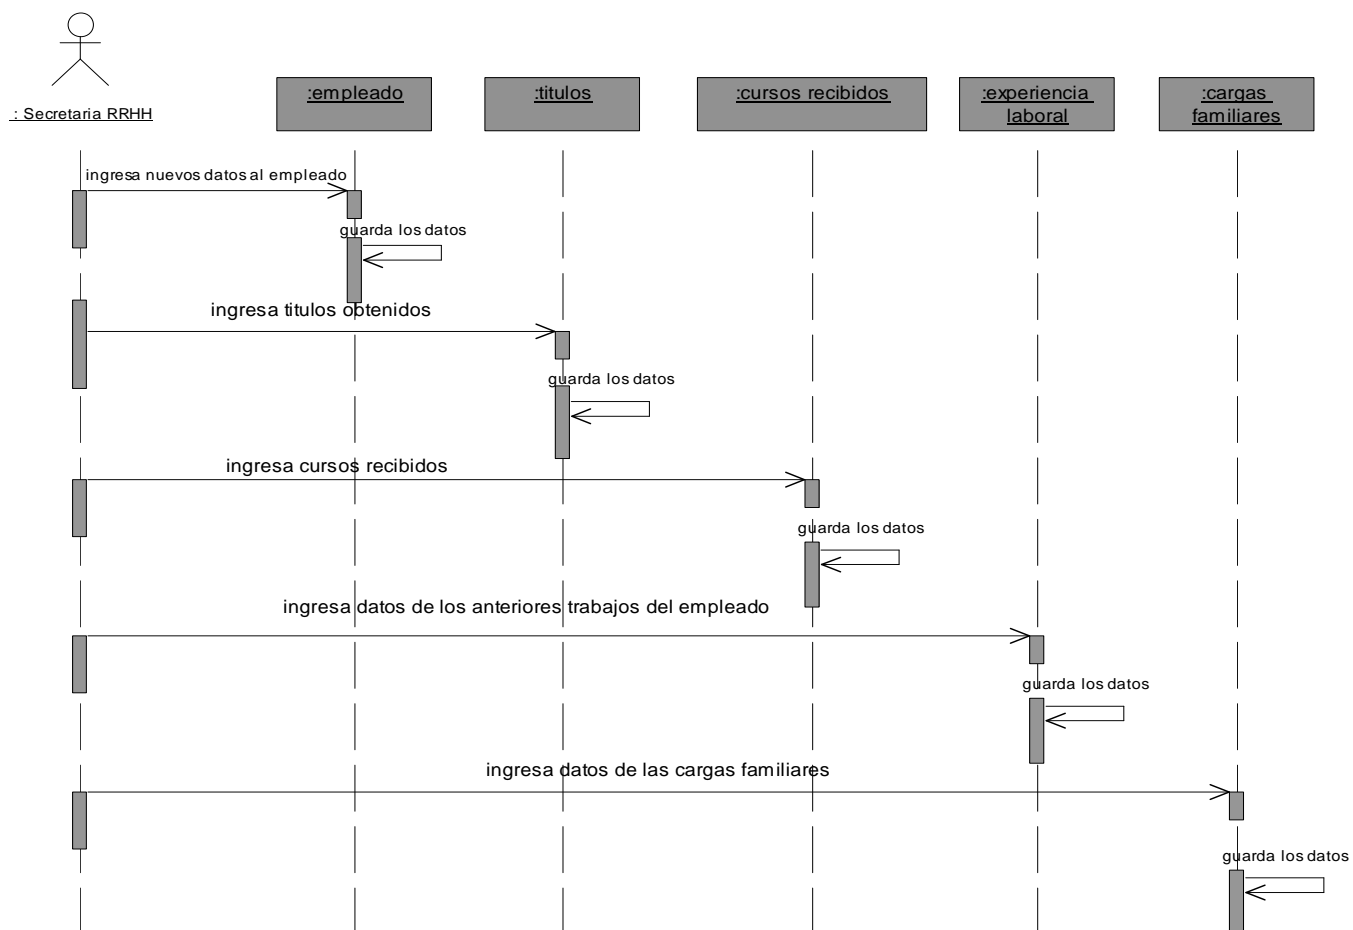 : Secretaria RRHH
:empleado
:titulos
:cursos recibidos
:experiencia
laboral
:cargas
familiares
ingresa nuevos datos al empleado
guarda los datos
ingresa titulos obtenidos
guarda los datos
ingresa cursos recibidos
guarda los datos
ingresa datos de los anteriores trabajos del empleado
guarda los datos
ingresa datos de las cargas familiares
guarda los datos